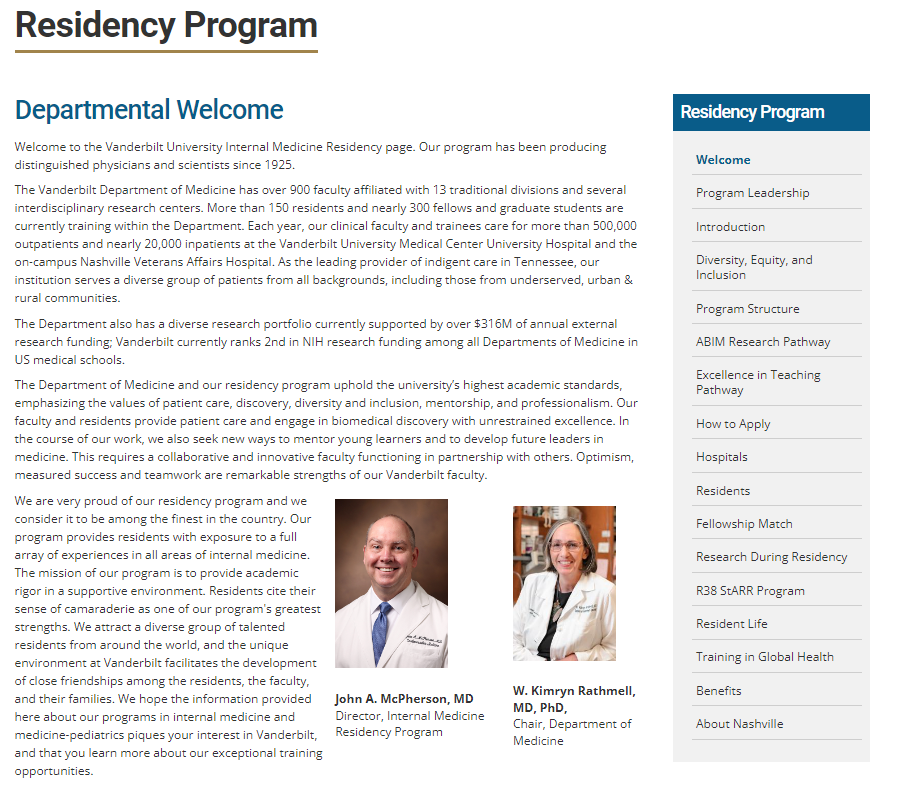 Residency Program
Departmental Welcome
Welcome to the Vanderbilt University Internal Medicine Residency page. Our program has been producing
distinguished physicians and scientists since 1925.
The Vanderbilt Department of Medicine has over 900 faculty affiliated with 13 traditional divisions and several
interdisciplinary research centers. More than 150 residents and nearly 300 fellows and graduate students are
currently training within the Department. Each year, our clinical faculty and trainees care for more than 500,000
outpatients and nearly 20,000 inpatients at the Vanderbilt University Medical Center University Hospital and the
on-campus Nashville Veterans Affairs Hospital. As the leading provider of indigent care in Tennessee, our
institution serves a diverse group of patients from all backgrounds, including those from underserved, urban &
rural communities.
The Department also has a diverse research portfolio currently supported by over $316M of annual external
research funding; Vanderbilt currently ranks 2nd in NIH research funding among all Departments of Medicine in
US medical schools.
The Department of Medicine and our residency program uphold the university's highest academic standards,
emphasizing the values of patient care, discovery, diversity and inclusion, mentorship, and professionalism. Our
faculty and residents provide patient care and engage in biomedical discovery with unrestrained excellence. In
the course of our work, we also seek new ways to mentor young learners and to develop future leaders in
medicine. This requires a collaborative and innovative faculty functioning in partnership with others. Optimism,
measured success and teamwork are remarkable strengths of our Vanderbilt faculty.
We are very proud of our residency program and we
consider it to be among the finest in the country. Our
program provides residents with exposure to a full
array of experiences in all areas of internal medicine.
The mission of our program is to provide academic
rigor in a supportive environment. Residents cite their
sense of camaraderie as one of our program's greatest
strengths. We attract a diverse group of talented
residents from around the world, and the unique
environment at Vanderbilt facilitates the development
of close friendships among the residents, the faculty,
and their families. We hope the information provided
here about our programs in internal medicine and
medicine-pediatrics piques your interest in Vanderbilt,
and that you learn more about our exceptional training
opportunities.
John A. McPherson, MD
Director, Internal Medicine
Residency Program
W. Kimryn Rathmell,
MD, PhD,
Chair, Department of
Medicine
Residency Program
Welcome
Program Leadership
Introduction
Diversity, Equity, and
Inclusion
Program Structure
ABIM Research Pathway
Excellence in Teaching
Pathway
How to Apply
Hospitals
Residents
Fellowship Match
Research During Residency
R38 StARR Program
Resident Life
Training in Global Health
Benefits
About Nashville